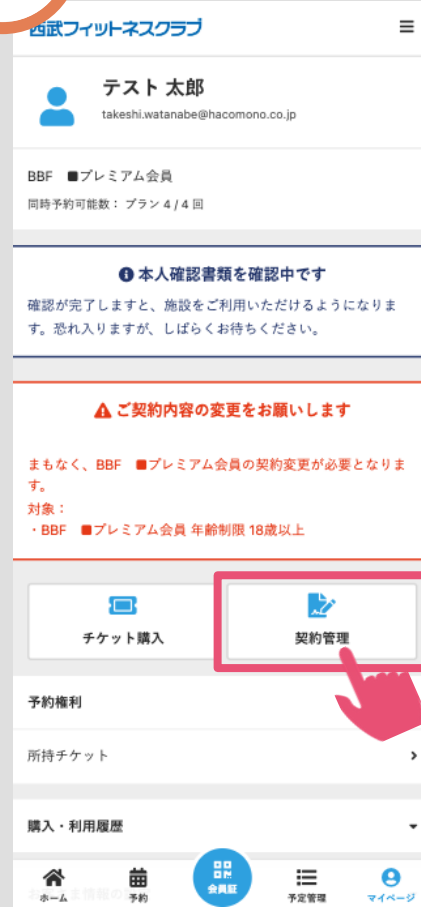 西武フィットネスクラブ
テスト 太郎
takeshi.watanabe@hacomono.co.jp
BBF ■プレミアム会員
同時予約可能数： プラン 4 / 4 回
本人確認書類を確認中です
確認が完了しますと、施設をご利用いただけるようになりま
す。恐れ入りますが、しばらくお待ちください。
ご契約内容の変更をお願いします
まもなく、BBF ■プレミアム会員の契約変更が必要となりま
す。
対象：
・BBF ■プレミアム会員 年齢制限 18歳以上
チケット購入
契約管理
予約権利
所持チケット
購入・利用履歴
ホーム
予約
会員証
予定管理
マイページ